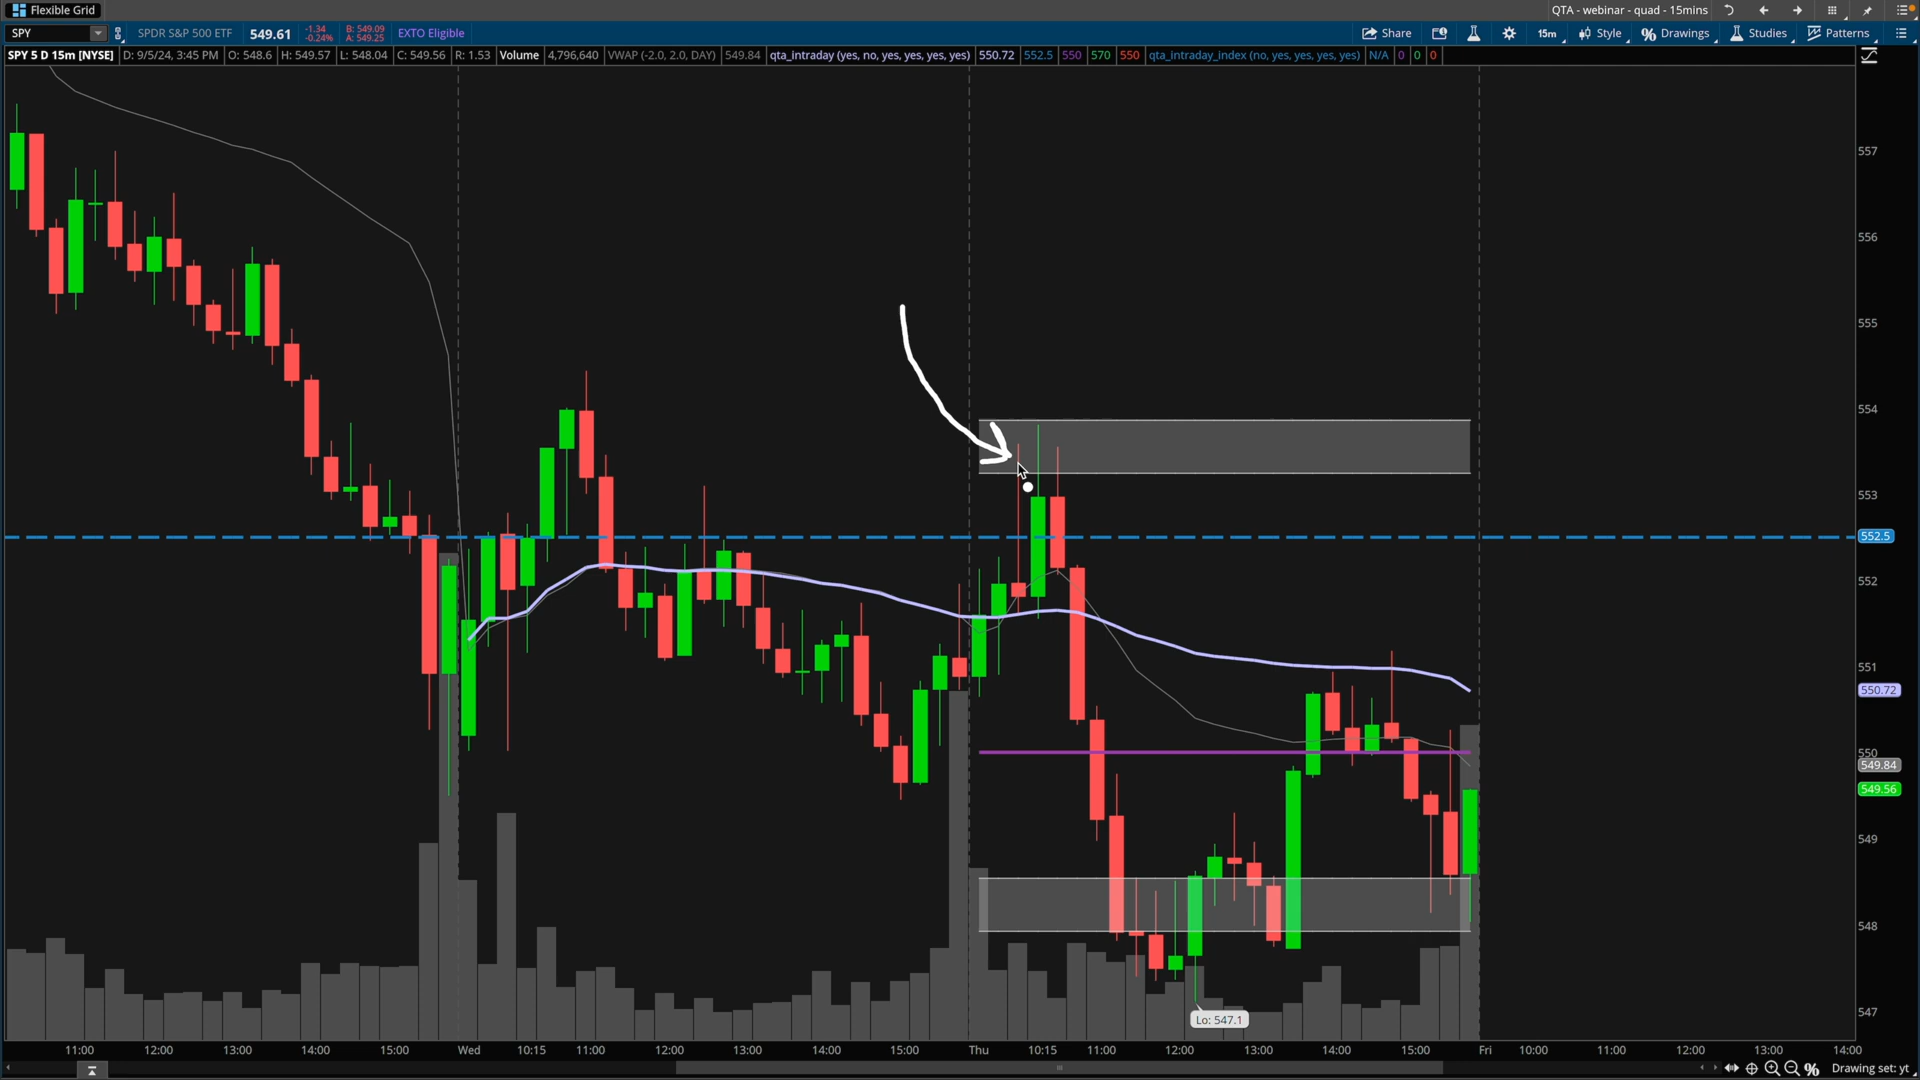 Flexible Grid QTA - webinar - quad - 15mins
SPY SPDR S&P 500 ETF 549.61 -1.34 -0.24% B: 549.09 A: 549.25 EXTO Eligible Share 15m Style Drawings Studies Patterns
SPY 5 D 15m [NYSE] D: 9/5/24, 3:45 PM O: 548.6 H: 549.57 L: 548.04 C: 549.56 R: 1.53 Volume 4,796,640 VWAP (-2.0, 2.0, DAY) 549.84 qta_intraday (yes, no, yes, yes, yes, yes) 550.72 552.5 550 570 550 qta_intraday_index (no, yes, yes, yes, yes) N/A 0 0 0
557
556
555
554
553
552.5
552
551
550.72
550
549.84
549.56
549
548
547
Lo: 547.1
11:00 12:00 13:00 14:00 15:00 Wed 10:15 11:00 12:00 13:00 14:00 15:00 Thu 10:15 11:00 12:00 13:00 14:00 15:00 Fri 10:00 11:00 12:00 13:00 14:00
Drawing set: yt